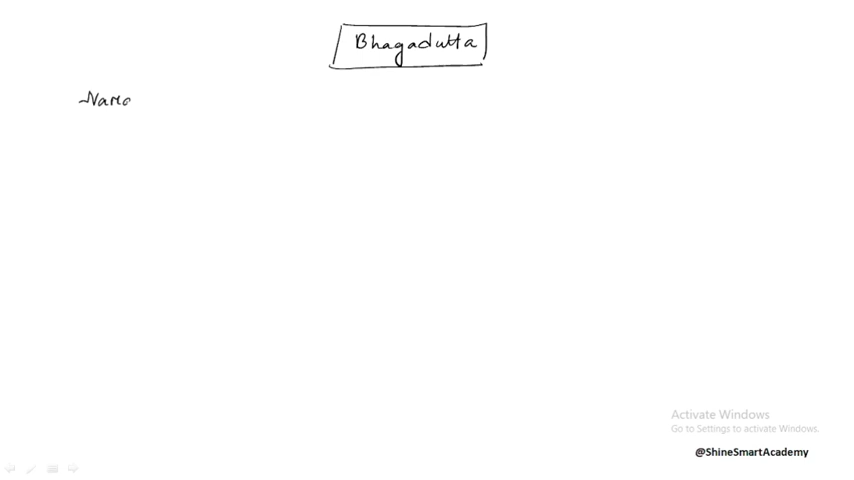 Bhagadutta
Naro
Activate Windows
Go to Settings to activate Windows.
@ShineSmartAcademy